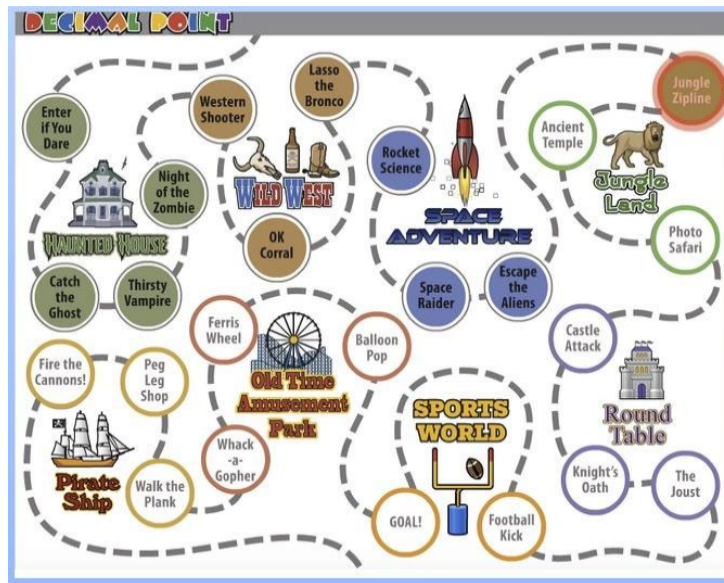 DECIMAL POINT
Lasso
the
Bronco
Jungle
Zipline
Western
Shooter
Enter
if You
Dare
Ancient
Temple
Rocket
Science
Night
of the
Zombie
WILD WEST
Jungle
Land
SPACE
ADVENTURE
HAUNTED HOUSE
OK
Corral
Photo
Safari
Catch
the
Ghost
Thirsty
Vampire
Space
Raider
Escape
the
Aliens
Ferris
Wheel
Balloon
Pop
Castle
Attack
Fire the
Cannons!
Peg
Leg
Shop
Old Time
Amusement
Park
SPORTS
WORLD
Round
Table
Whack
-a-
Gopher
Pirate
Ship
Walk the
Plank
Knight's
Oath
The
Joust
GOAL!
Football
Kick